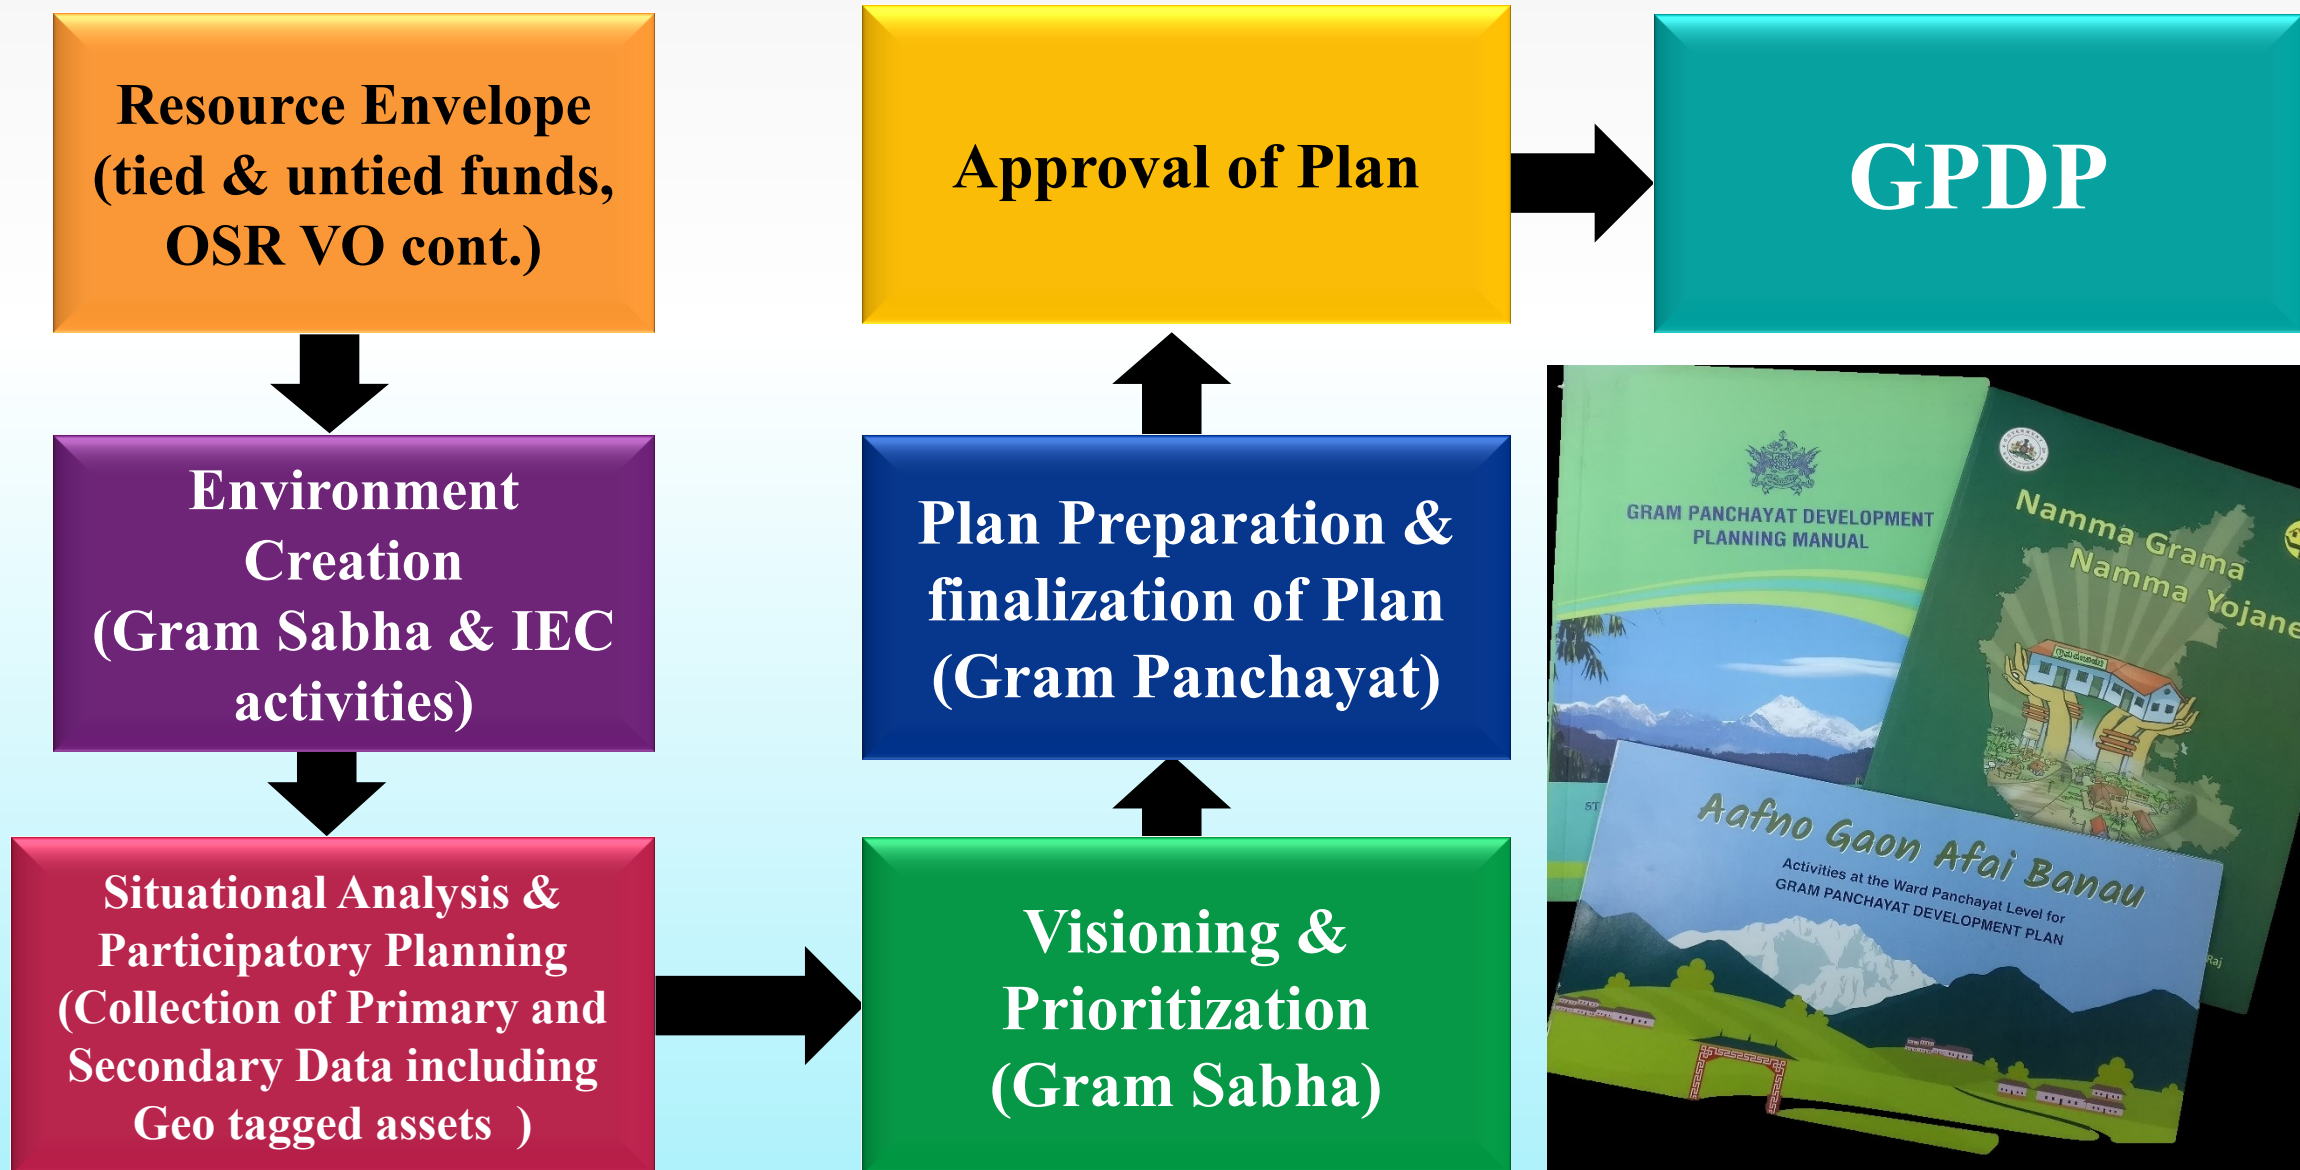 Resource Envelope
(tied & untied funds,
OSR VO cont.)
Environment
Creation
(Gram Sabha & IEC
activities)
Situational Analysis &
Participatory Planning
(Collection of Primary and
Secondary Data including
Geo tagged assets )
Visioning &
Prioritization
(Gram Sabha)
Plan Preparation &
finalization of Plan
(Gram Panchayat)
Approval of Plan
GPDP
GRAM PANCHAYAT DEVELOPMENT
PLANNING MANUAL
ST
Namma Grama
Namma Yojane
Raj
Aafno Gaon Afai Banau
Activities at the Ward Panchayat Level for
GRAM PANCHAYAT DEVELOPMENT PLAN